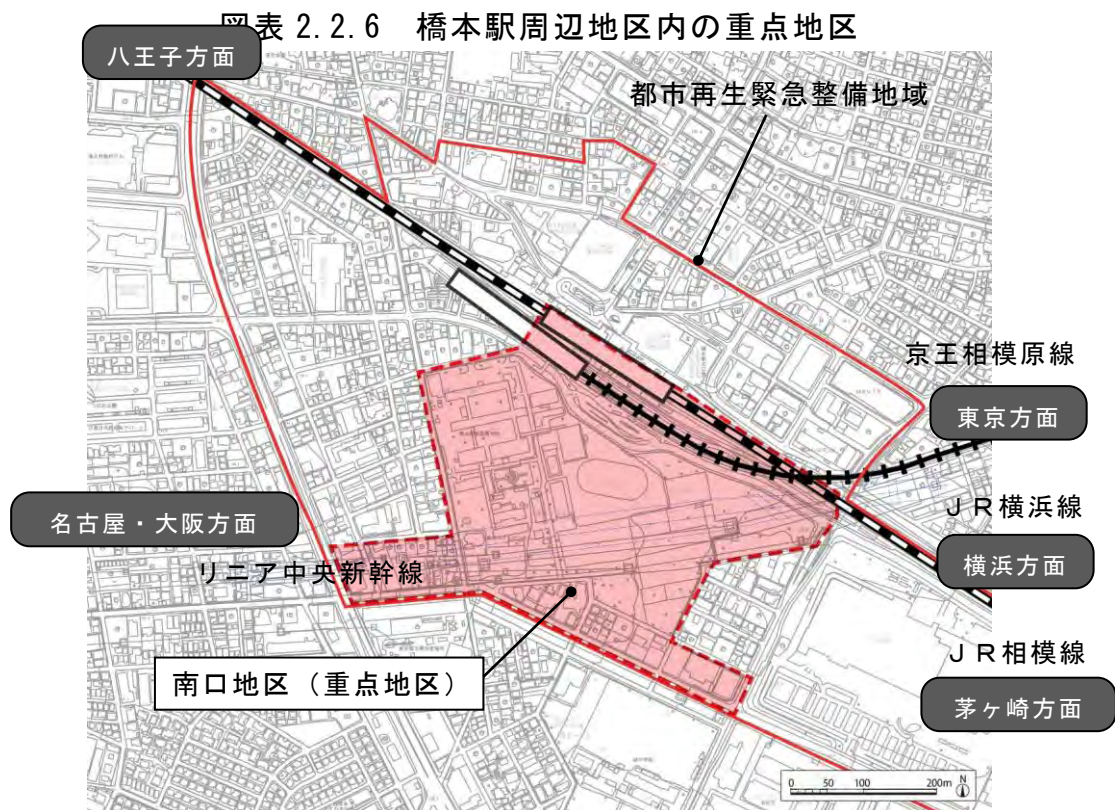 図表 2.2.6 橋本駅周辺地区内の重点地区
八王子方面
都市再生緊急整備地域
京王相模原線
東京方面
名古屋・大阪方面
リニア中央新幹線
ＪＲ横浜線
横浜方面
南口地区（重点地区）
ＪＲ相模線
茅ヶ崎方面
0 50 100 200m
N